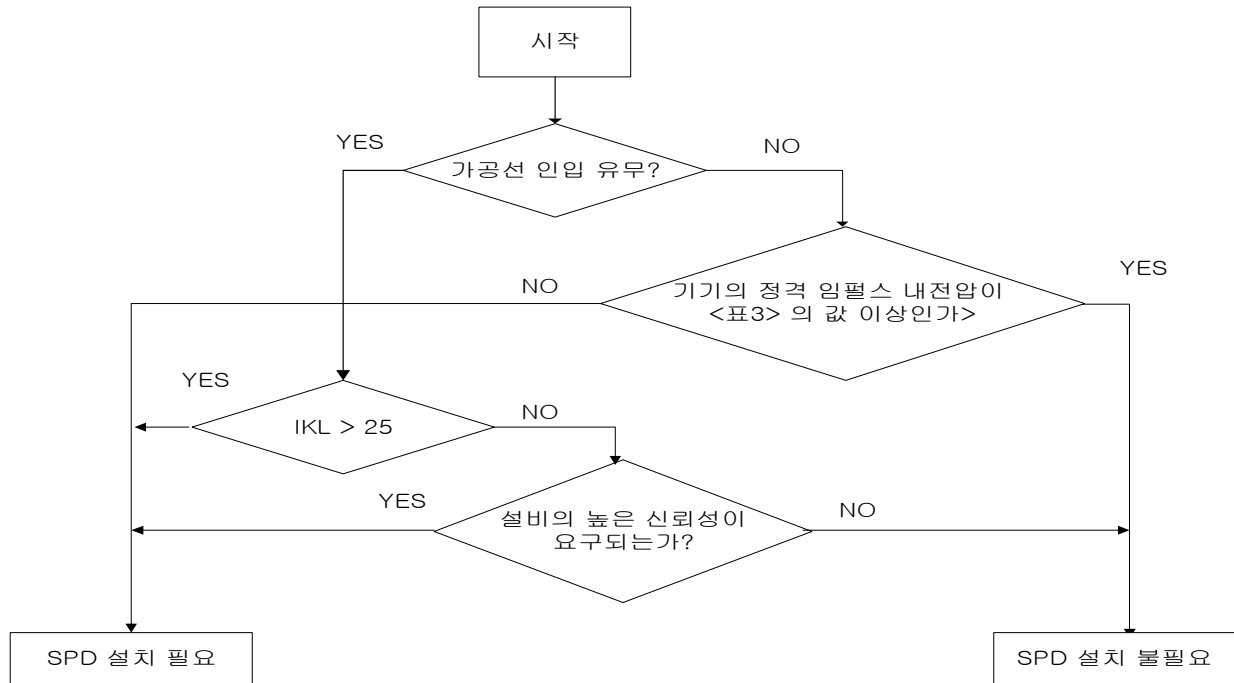 시작
YES
NO
가공선 인입 유무?
NO
YES
기기의 정격 임펄스 내전압이
<표3> 의 값 이상인가>
YES
NO
IKL > 25
YES
NO
설비의 높은 신뢰성이
요구되는가?
SPD 설치 필요
SPD 설치 불필요